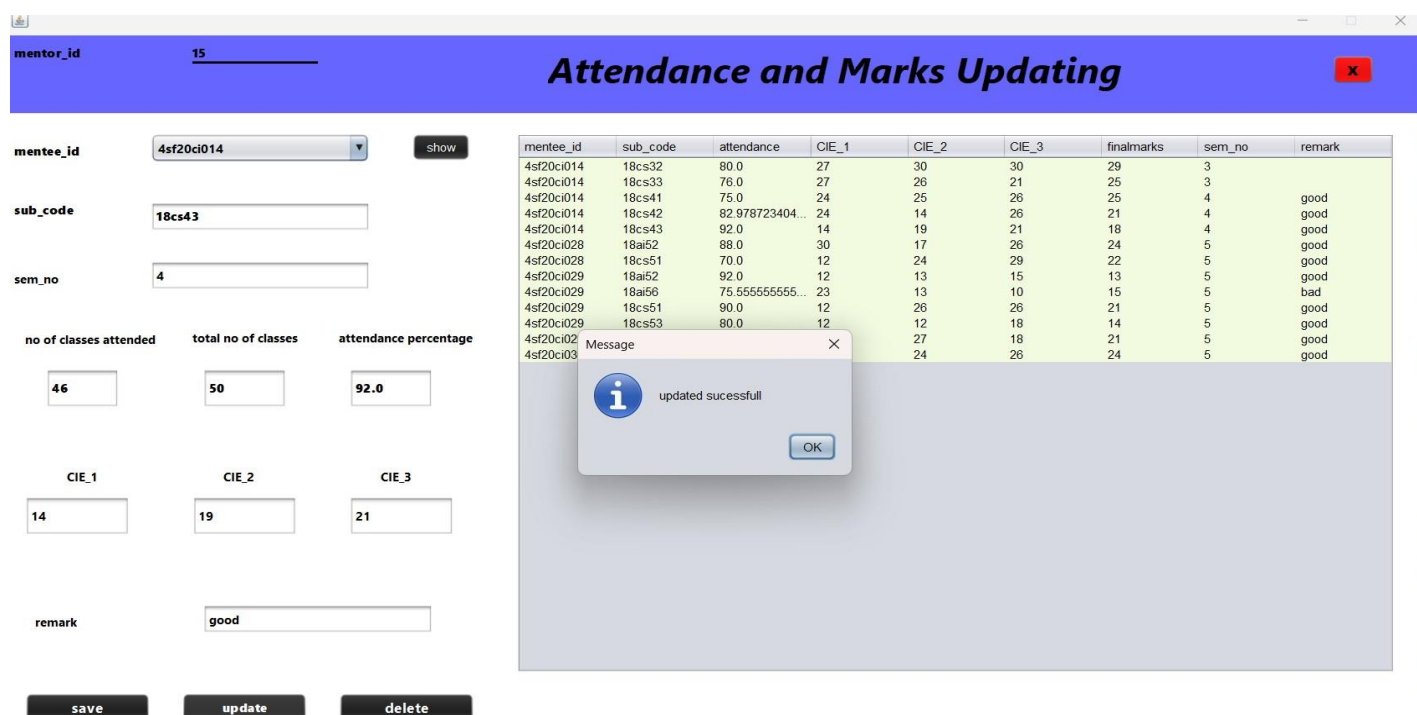 mentor_id 15
Attendance and Marks Updating
x
mentee_id 4sf20ci014 show
sub_code 18cs43
sem_no 4
no of classes attended total no of classes attendance percentage
46 50 92.0
CIE_1 CIE_2 CIE_3
14 19 21
remark good
save update delete
mentee_id sub_code attendance CIE_1 CIE_2 CIE_3 finalmarks sem_no remark
4sf20ci014 18cs32 80.0 27 30 30 29 3
4sf20ci014 18cs33 76.0 27 26 21 25 3
4sf20ci014 18cs41 75.0 24 25 26 25 4 good
4sf20ci014 18cs42 82.978723404... 24 14 26 21 4 good
4sf20ci014 18cs43 92.0 14 19 21 18 4 good
4sf20ci028 18ai52 88.0 30 17 26 24 5 good
4sf20ci028 18cs51 70.0 12 24 29 22 5 good
4sf20ci029 18ai52 92.0 12 13 15 13 5 good
4sf20ci029 18ai56 75.555555555... 23 13 10 15 5 bad
4sf20ci029 18cs51 90.0 12 26 26 21 5 good
4sf20ci029 18cs53 80.0 12 12 18 14 5 good
27 18 21 5 good
24 26 24 5 good
Message
updated sucessfull
OK